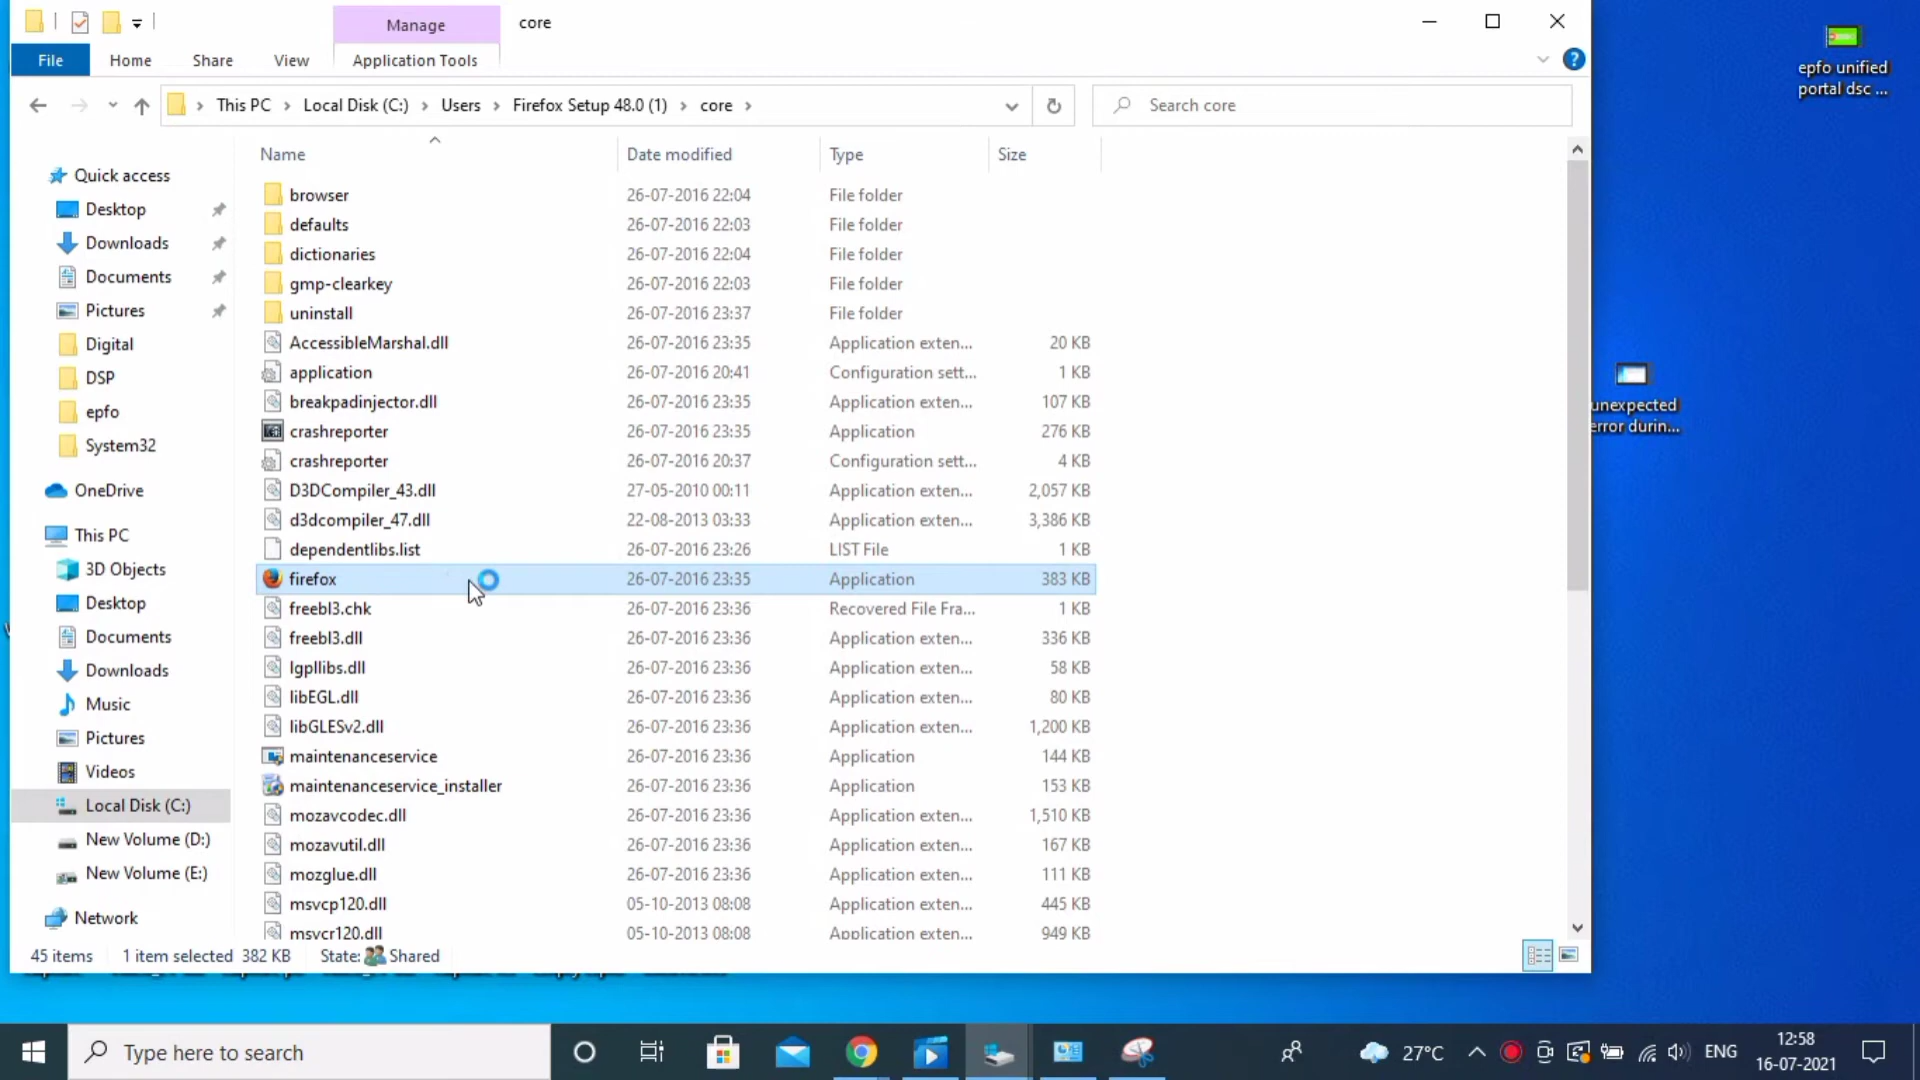 Manage
core
File
Home
Share
View
Application Tools
This PC
Local Disk (C:)
Users
Firefox Setup 48.0 (1)
core
Search core
Name
Date modified
Type
Size
Quick access
Desktop
Downloads
Documents
Pictures
Digital
DSP
epfo
System32
OneDrive
This PC
3D Objects
Desktop
Documents
Downloads
Music
Pictures
Videos
Local Disk (C:)
New Volume (D:)
New Volume (E:)
Network
browser 26-07-2016 22:04 File folder
defaults 26-07-2016 22:03 File folder
dictionaries 26-07-2016 22:04 File folder
gmp-clearkey 26-07-2016 22:03 File folder
uninstall 26-07-2016 23:37 File folder
AccessibleMarshal.dll 26-07-2016 23:35 Application exten... 20 KB
application 26-07-2016 20:41 Configuration sett... 1 KB
breakpadinjector.dll 26-07-2016 23:35 Application exten... 107 KB
crashreporter 26-07-2016 23:35 Application 276 KB
crashreporter 26-07-2016 20:37 Configuration sett... 4 KB
D3DCompiler_43.dll 27-05-2010 00:11 Application exten... 2,057 KB
d3dcompiler_47.dll 22-08-2013 03:33 Application exten... 3,386 KB
dependentlibs.list 26-07-2016 23:26 LIST File 1 KB
firefox 26-07-2016 23:35 Application 383 KB
freebl3.chk 26-07-2016 23:36 Recovered File Fra... 1 KB
freebl3.dll 26-07-2016 23:36 Application exten... 336 KB
lgpllibs.dll 26-07-2016 23:36 Application exten... 58 KB
libEGL.dll 26-07-2016 23:36 Application exten... 80 KB
libGLESv2.dll 26-07-2016 23:36 Application exten... 1,200 KB
maintenanceservice 26-07-2016 23:36 Application 144 KB
maintenanceservice_installer 26-07-2016 23:36 Application 153 KB
mozavcodec.dll 26-07-2016 23:36 Application exten... 1,510 KB
mozavutil.dll 26-07-2016 23:36 Application exten... 167 KB
mozglue.dll 26-07-2016 23:36 Application exten... 111 KB
msvcp120.dll 05-10-2013 08:08 Application exten... 445 KB
msvcr120.dll 05-10-2013 08:08 Application exten... 949 KB
45 items 1 item selected 382 KB State: Shared
epfo unified
portal dsc ...
unexpected
error durin...
Type here to search
27°C
ENG
12:58
16-07-2021